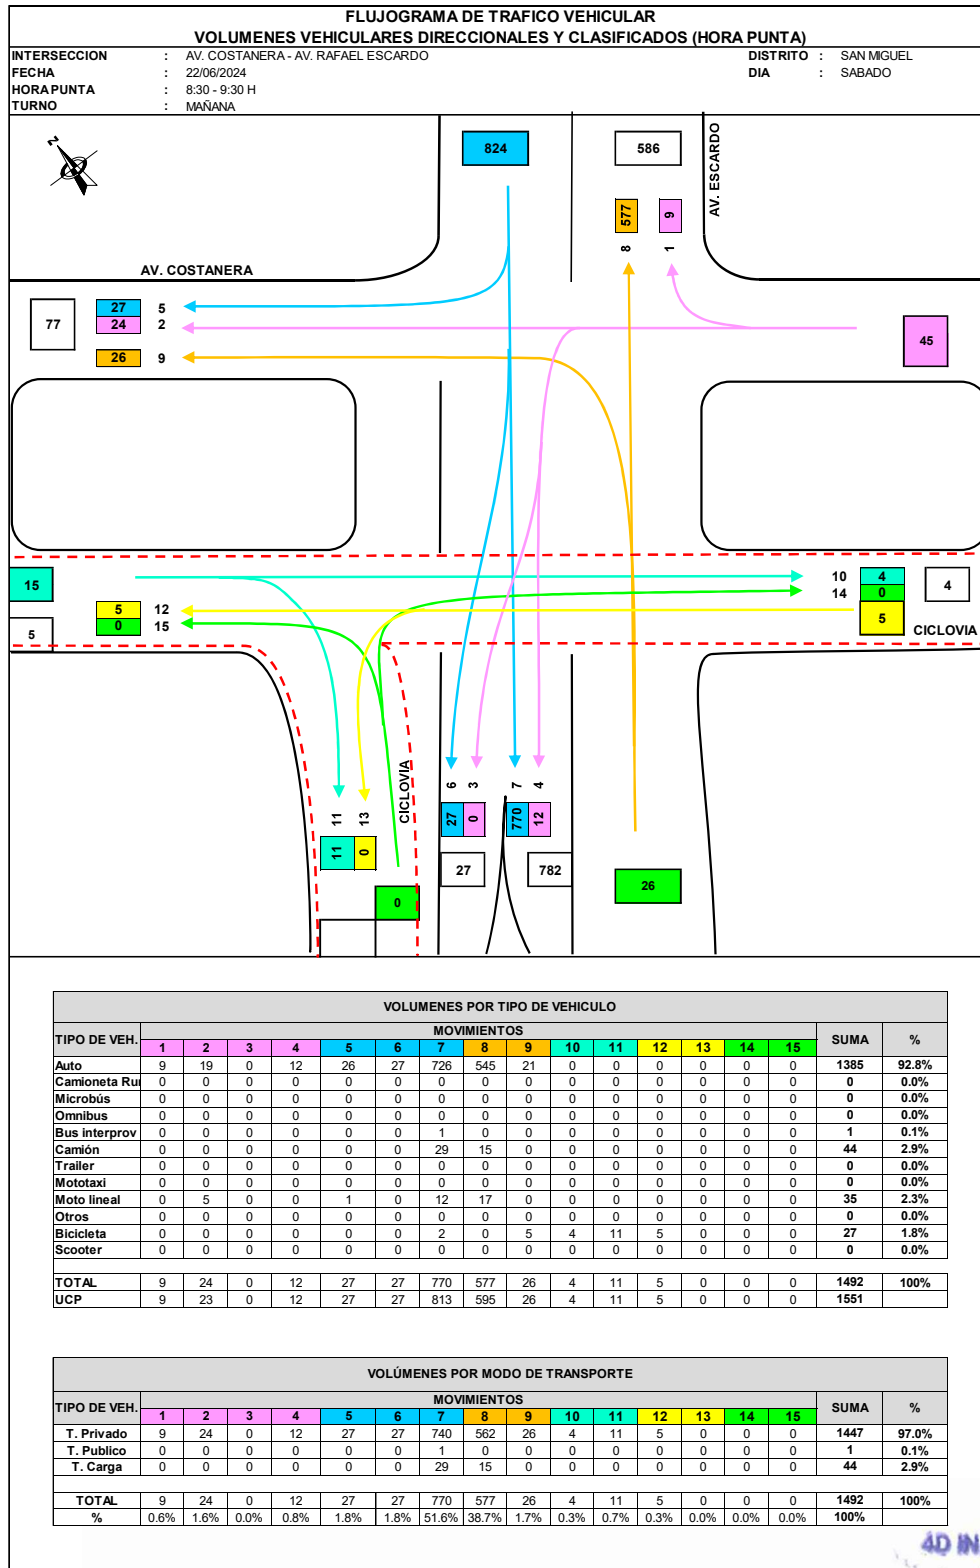 FLUJOGRAMA DE TRAFICO VEHICULAR
VOLUMENES VEHICULARES DIRECCIONALES Y CLASIFICADOS (HORA PUNTA)
INTERSECCION : AV. COSTANERA - AV. RAFAEL ESCARDO DISTRITO : SAN MIGUEL
FECHA : 22/06/2024 DIA : SABADO
HORA PUNTA : 8:30 - 9:30 H
TURNO : MAÑANA
N
824 586
AV. ESCARDO
577 9
8 1
AV. COSTANERA
77
27 5
24 2
26 9
45
15
10 4
14 0
4
5 12
0 15
5
5
CICLOVIA
CICLOVIA
6 3 7 4
11 13
27 0 770 12
11 0
27 782
26
0
VOLUMENES POR TIPO DE VEHICULO
TIPO DE VEH. MOVIMIENTOS SUMA %
1 2 3 4 5 6 7 8 9 10 11 12 13 14 15
Auto 9 19 0 12 26 27 726 545 21 0 0 0 0 0 0 1385 92.8%
Camioneta Ru 0 0 0 0 0 0 0 0 0 0 0 0 0 0 0 0 0.0%
Microbús 0 0 0 0 0 0 0 0 0 0 0 0 0 0 0 0 0.0%
Omnibus 0 0 0 0 0 0 0 0 0 0 0 0 0 0 0 0 0.0%
Bus interprov 0 0 0 0 0 0 1 0 0 0 0 0 0 0 0 1 0.1%
Camión 0 0 0 0 0 0 29 15 0 0 0 0 0 0 0 44 2.9%
Trailer 0 0 0 0 0 0 0 0 0 0 0 0 0 0 0 0 0.0%
Mototaxi 0 0 0 0 0 0 0 0 0 0 0 0 0 0 0 0 0.0%
Moto lineal 0 5 0 0 1 0 12 17 0 0 0 0 0 0 0 35 2.3%
Otros 0 0 0 0 0 0 0 0 0 0 0 0 0 0 0 0 0.0%
Bicicleta 0 0 0 0 0 0 2 0 5 4 11 5 0 0 0 27 1.8%
Scooter 0 0 0 0 0 0 0 0 0 0 0 0 0 0 0 0 0.0%
TOTAL 9 24 0 12 27 27 770 577 26 4 11 5 0 0 0 1492 100%
UCP 9 23 0 12 27 27 813 595 26 4 11 5 0 0 0 1551
VOLÚMENES POR MODO DE TRANSPORTE
TIPO DE VEH. MOVIMIENTOS SUMA %
1 2 3 4 5 6 7 8 9 10 11 12 13 14 15
T. Privado 9 24 0 12 27 27 740 562 26 4 11 5 0 0 0 1447 97.0%
T. Publico 0 0 0 0 0 0 1 0 0 0 0 0 0 0 0 1 0.1%
T. Carga 0 0 0 0 0 0 29 15 0 0 0 0 0 0 0 44 2.9%
TOTAL 9 24 0 12 27 27 770 577 26 4 11 5 0 0 0 1492 100%
% 0.6% 1.6% 0.0% 0.8% 1.8% 1.8% 51.6% 38.7% 1.7% 0.3% 0.7% 0.3% 0.0% 0.0% 0.0% 100%
4D IN